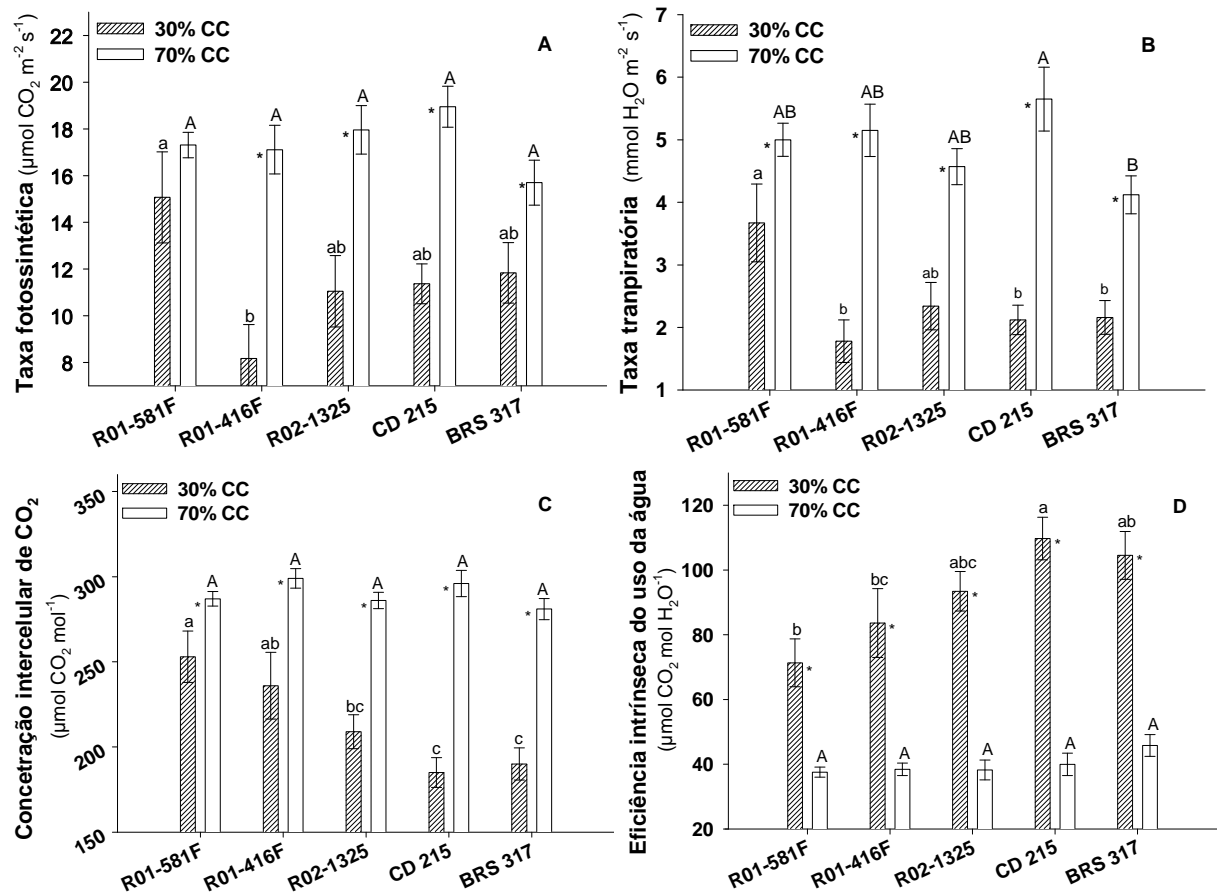 A
30% CC
70% CC
Taxa fotossintética (µmol CO2 m-2 s-1)
22
20
18
16
14
12
10
8
a
A
b
*
A
ab
*
A
ab
*
A
ab
*
A
R01-581F
R01-416F
R02-1325
CD 215
BRS 317
B
30% CC
70% CC
Taxa tranpiratória (mmol H2O m-2 s-1)
7
6
5
4
3
2
1
a
*
AB
b
*
AB
ab
*
AB
b
*
A
b
*
B
R01-581F
R01-416F
R02-1325
CD 215
BRS 317
C
30% CC
70% CC
Concetração intercelular de CO2
(µmol CO2 mol-1)
350
300
250
200
150
a
*
A
ab
*
A
bc
*
A
c
*
A
c
*
A
R01-581F
R01-416F
R02-1325
CD 215
BRS 317
D
30% CC
70% CC
Eficiência intrínseca do uso da água
(µmol CO2 mol H2O-1)
120
100
80
60
40
20
b
*
A
bc
*
A
abc
*
A
a
*
A
ab
*
A
R01-581F
R01-416F
R02-1325
CD 215
BRS 317